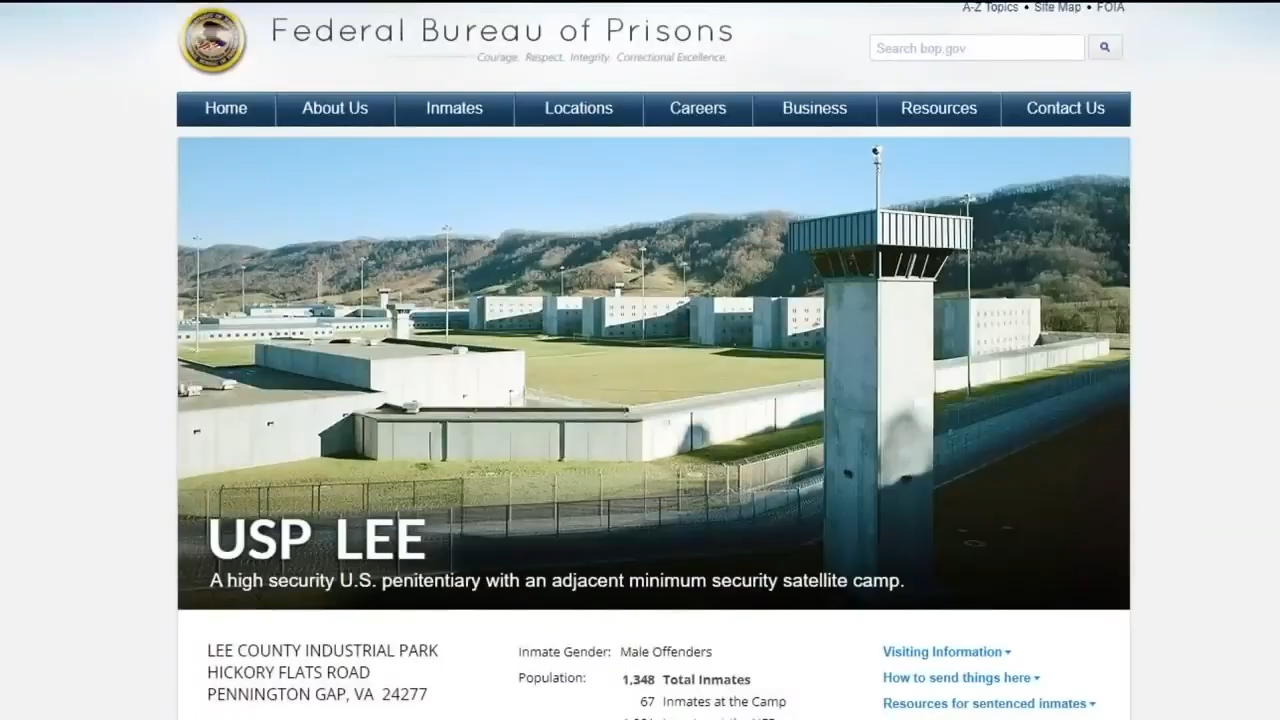 A-Z Topics • Site Map • FOIA
Federal Bureau of Prisons
Courage. Respect. Integrity. Correctional Excellence.
Search bop.gov
Home About Us Inmates Locations Careers Business Resources Contact Us
USP LEE
A high security U.S. penitentiary with an adjacent minimum security satellite camp.
LEE COUNTY INDUSTRIAL PARK
HICKORY FLATS ROAD
PENNINGTON GAP, VA 24277
Inmate Gender: Male Offenders
Population: 1,348 Total Inmates
67 Inmates at the Camp
Visiting Information
How to send things here
Resources for sentenced inmates